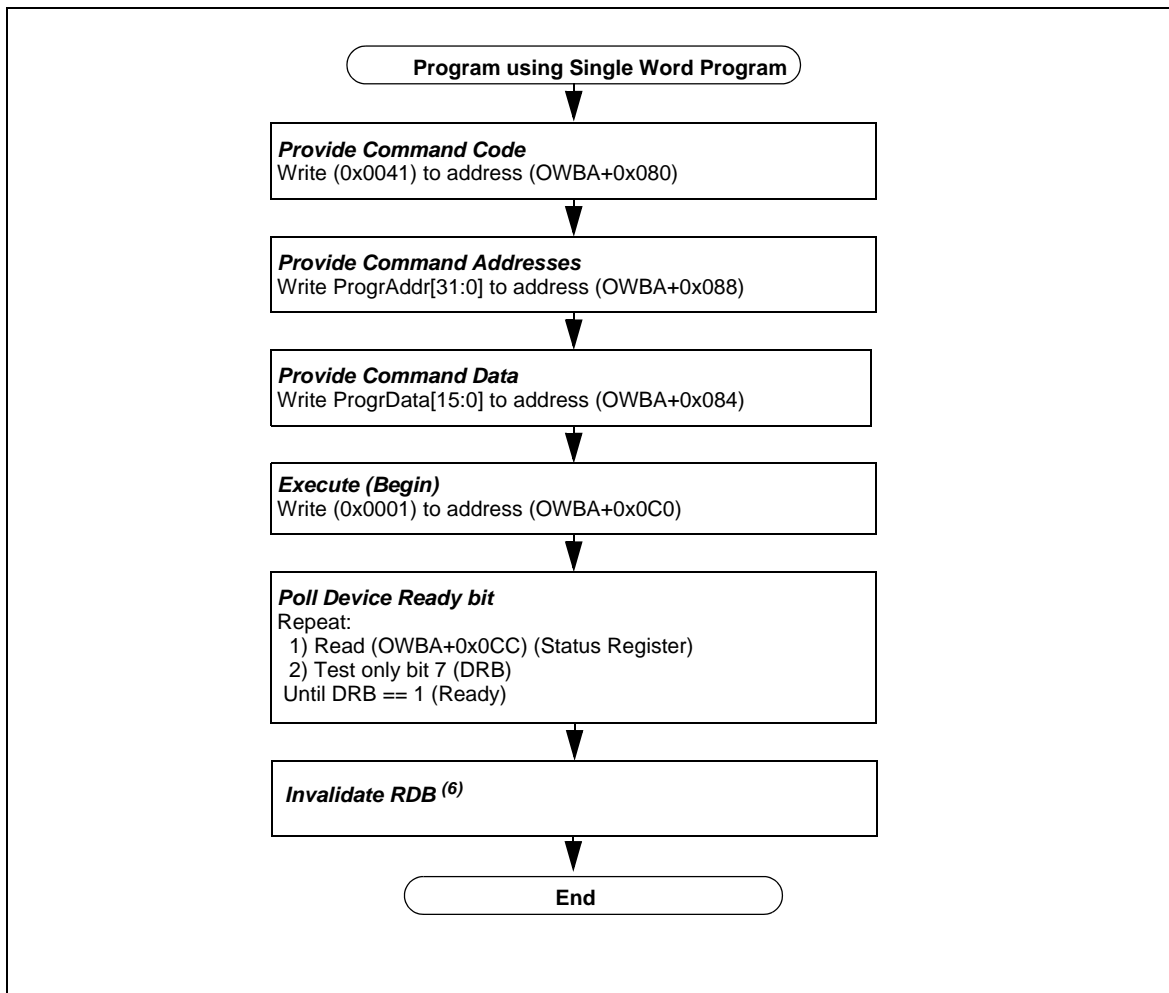 Program using Single Word Program
Provide Command Code
Write (0x0041) to address (OWBA+0x080)
Provide Command Addresses
Write ProgrAddr[31:0] to address (OWBA+0x088)
Provide Command Data
Write ProgrData[15:0] to address (OWBA+0x084)
Execute (Begin)
Write (0x0001) to address (OWBA+0x0C0)
Poll Device Ready bit
Repeat:
1) Read (OWBA+0x0CC) (Status Register)
2) Test only bit 7 (DRB)
Until DRB == 1 (Ready)
Invalidate RDB (6)
End